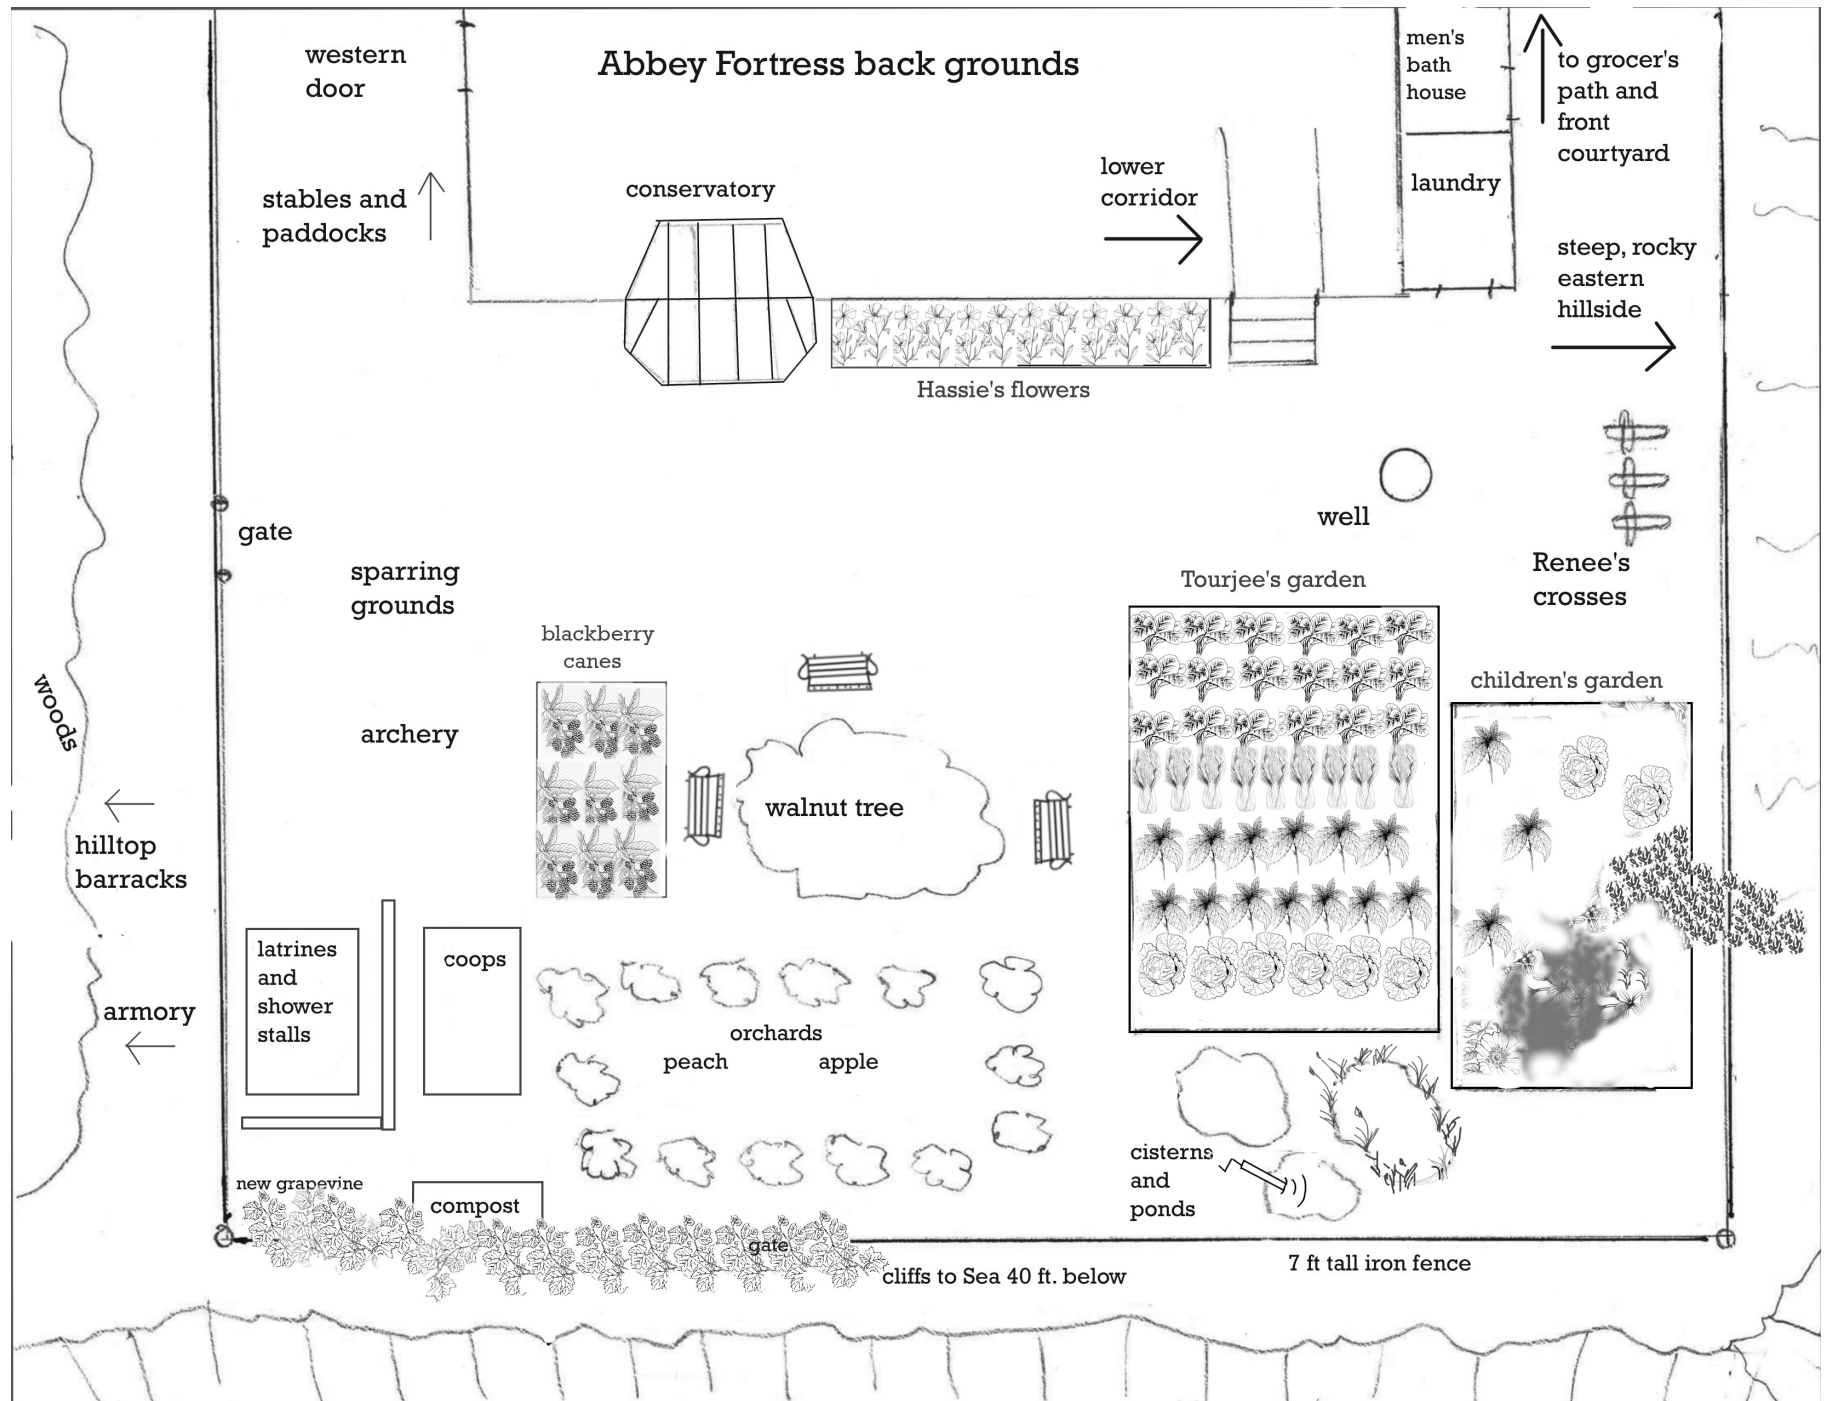 Abbey Fortress back grounds
western
door
men's
bath
house
to grocer's
path and
front
courtyard
stables and
paddocks
conservatory
lower
corridor
laundry
steep, rocky
eastern
hillside
Hassie's flowers
gate
well
sparring
grounds
Renee's
crosses
Tourjee's garden
blackberry
canes
children's garden
woods
archery
walnut tree
hilltop
barracks
latrines
and
shower
stalls
coops
armory
orchards
peach
apple
cisterns
and
ponds
new grapevine
compost
gate
cliffs to Sea 40 ft. below
7 ft tall iron fence